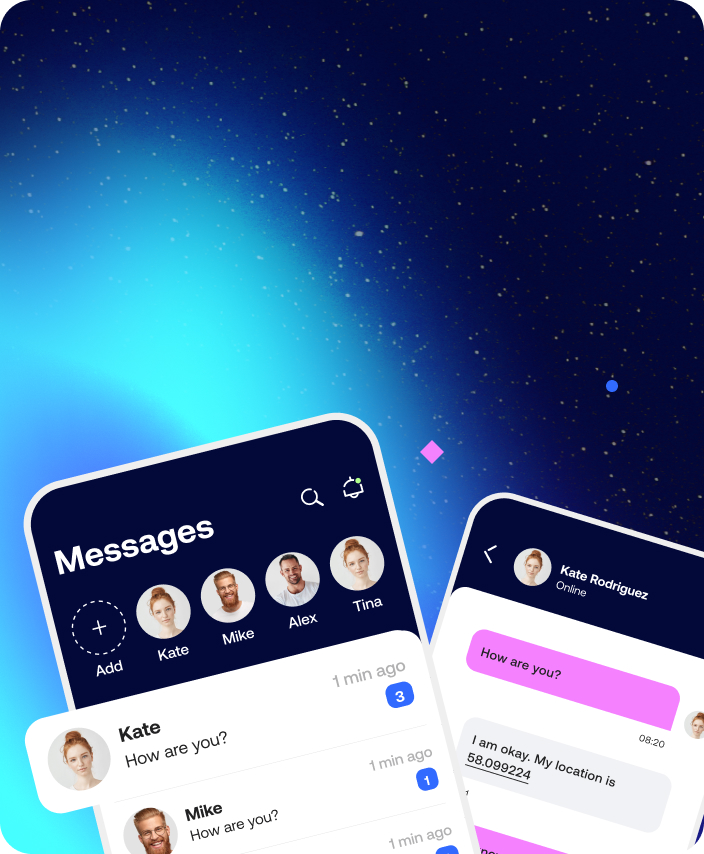 Messages
Add
Kate
Mike
Alex
Tina
Kate
1 min ago
How are you?
3
Mike
1 min ago
How are you?
1
1 min ago
Kate Rodriguez
Online
How are you?
08:20
I am okay. My location is
58.099224